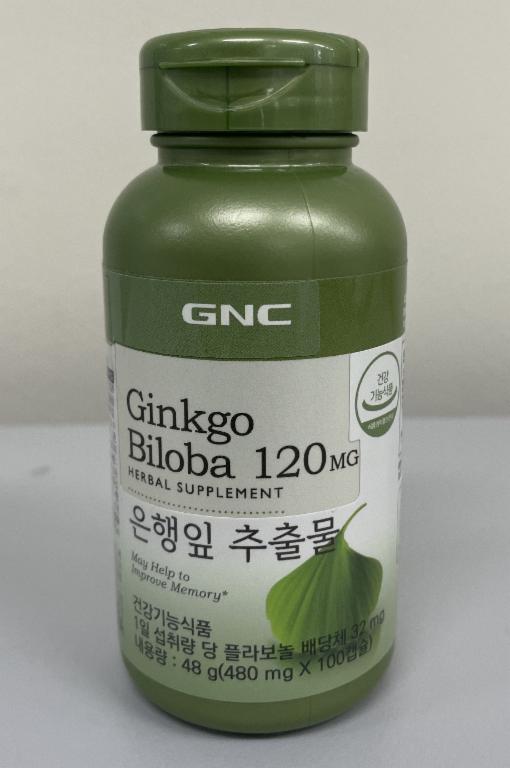 GNC
건강
기능식품
Ginkgo
Biloba 120MG
HERBAL SUPPLEMENT
은행잎 추출물
May Help to
Improve Memory*
건강기능식품
1일 섭취량 당 플라보놀 배당체 32 mg
내용량 : 48 g(480 mg X 100캡슐)